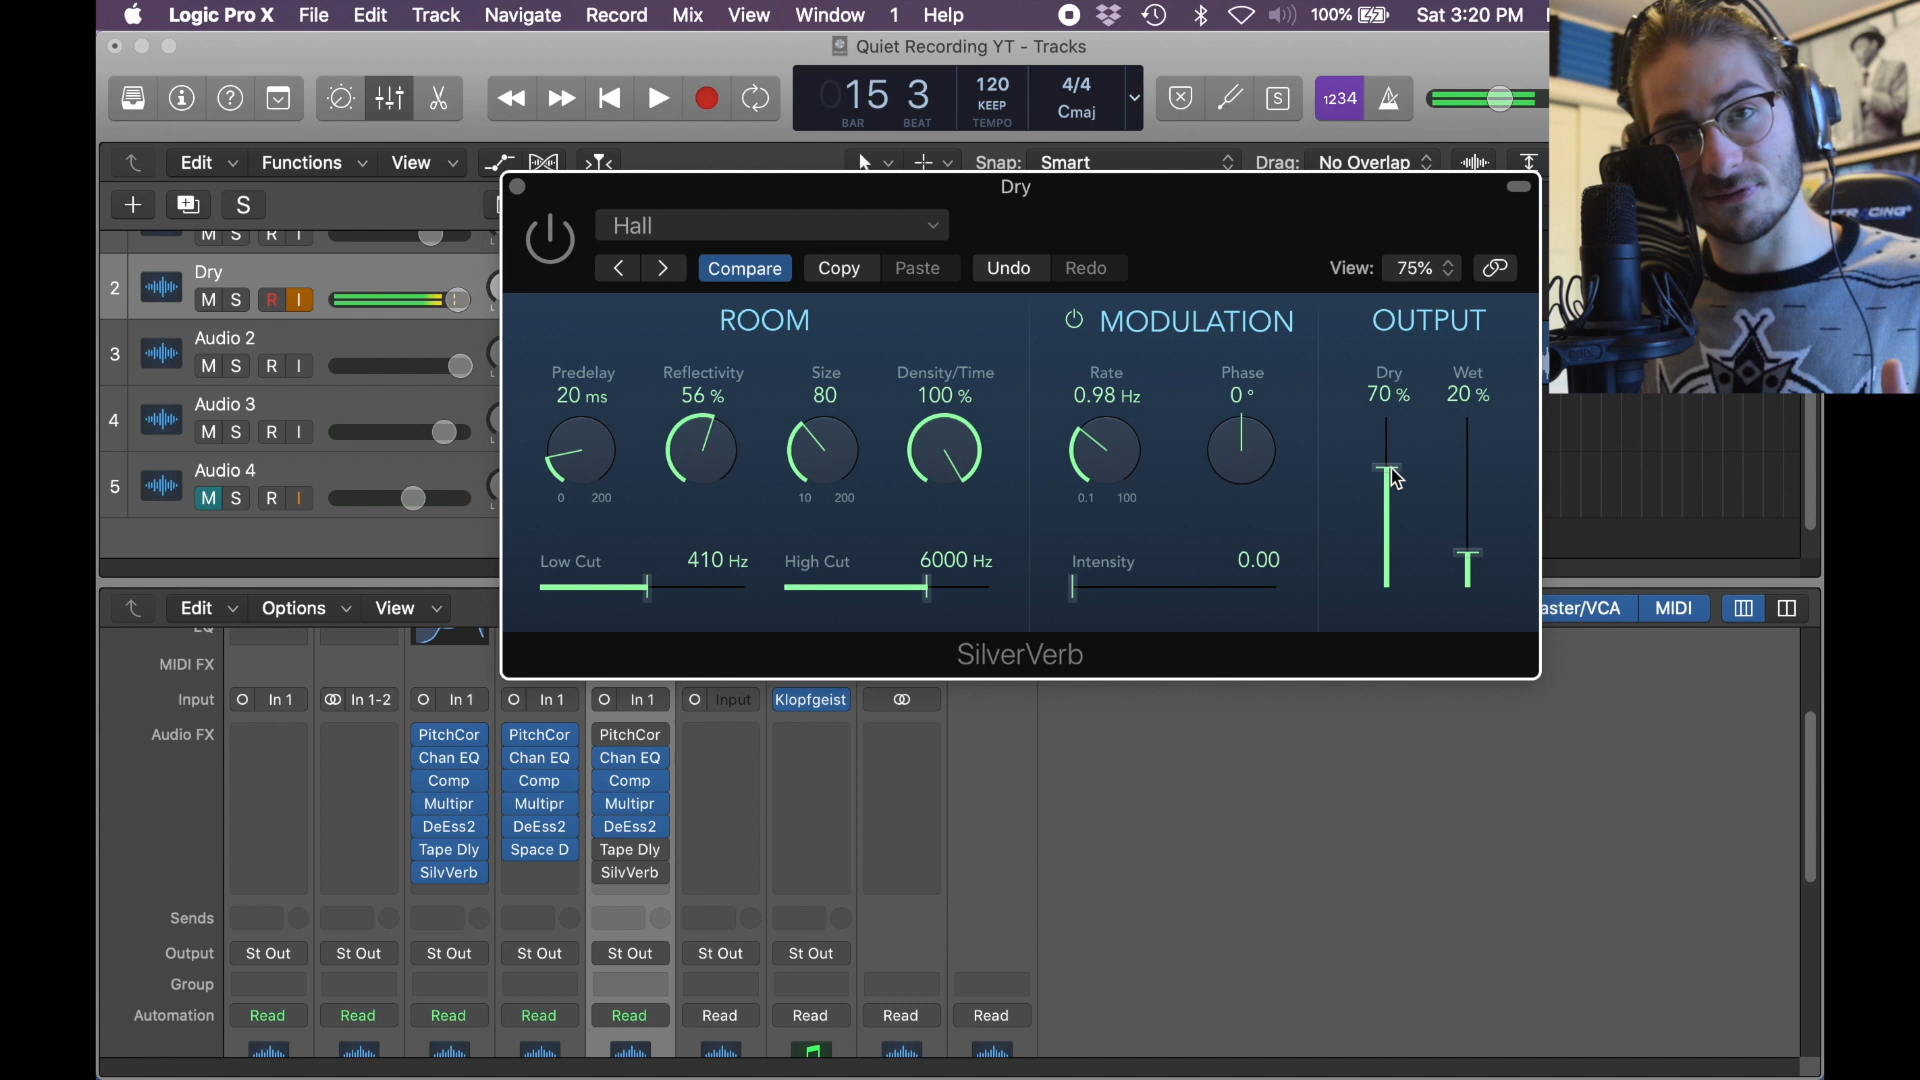 Logic Pro X File Edit Track Navigate Record Mix View Window 1 Help 100% Sat 3:20 PM
Quiet Recording YT - Tracks
15 3 120 4/4
KEEP Cmaj
BAR BEAT TEMPO
1234
S
Edit Functions View Snap: Smart Drag: No Overlap
S
M S R I
2 Dry
M S R I
3 Audio 2
M S R I
4 Audio 3
M S R I
5 Audio 4
M S R I
Dry
Hall
Compare Copy Paste Undo Redo View: 75%
ROOM MODULATION OUTPUT
Predelay Reflectivity Size Density/Time Rate Phase Dry Wet
20 ms 56 % 80 100 % 0.98 Hz 0 ° 70 % 20 %
0 200 10 200 0.1 100
Low Cut 410 Hz High Cut 6000 Hz Intensity 0.00
SilverVerb
RACING
Edit Options View aster/VCA MIDI
EQ
MIDI FX
Input In 1 In 1-2 In 1 In 1 In 1 Input Klopfgeist
Audio FX PitchCor PitchCor PitchCor
Chan EQ Chan EQ Chan EQ
Comp Comp Comp
Multipr Multipr Multipr
DeEss2 DeEss2 DeEss2
Tape Dly Space D Tape Dly
SilvVerb SilvVerb
Sends
Output St Out St Out St Out St Out St Out St Out St Out
Group
Automation Read Read Read Read Read Read Read Read Read